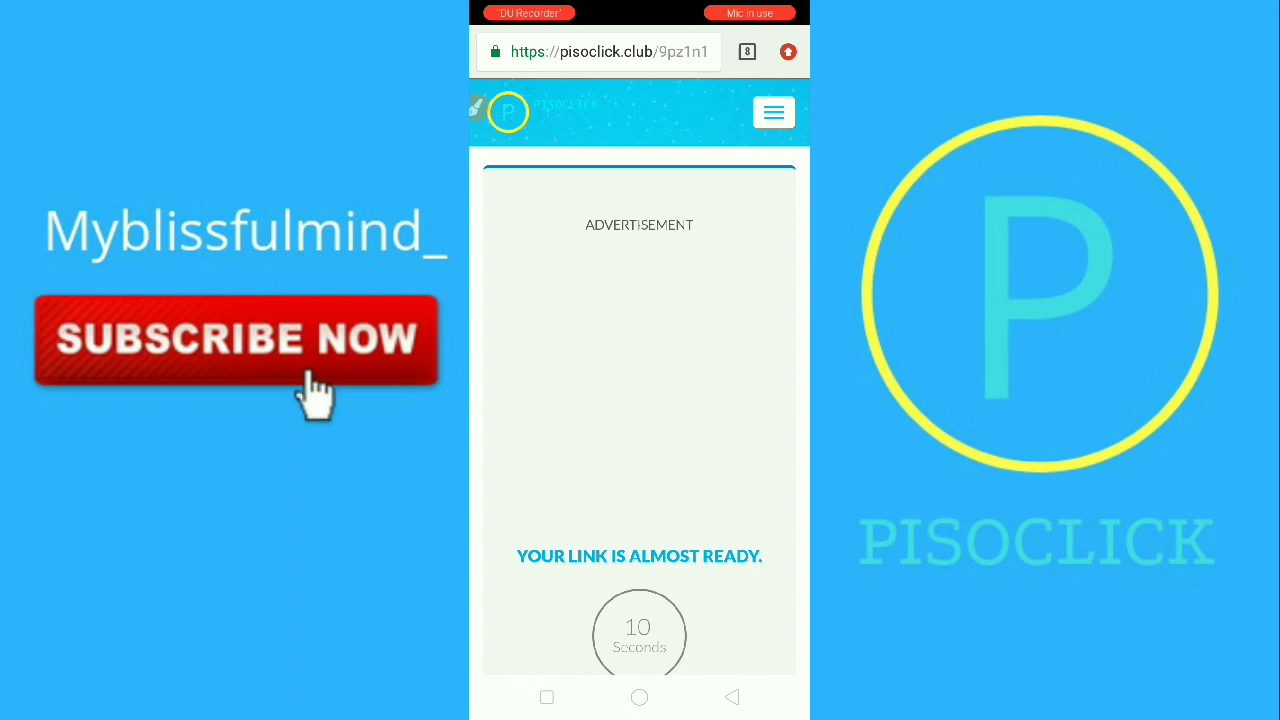 "DU Recorder"
Mic in use
https://pisoclick.club/9pz1n1
8
P
PISOCLICK
ADVERTISEMENT
YOUR LINK IS ALMOST READY.
10
Seconds
Myblissfulmind_
SUBSCRIBE NOW
P
PISOCLICK